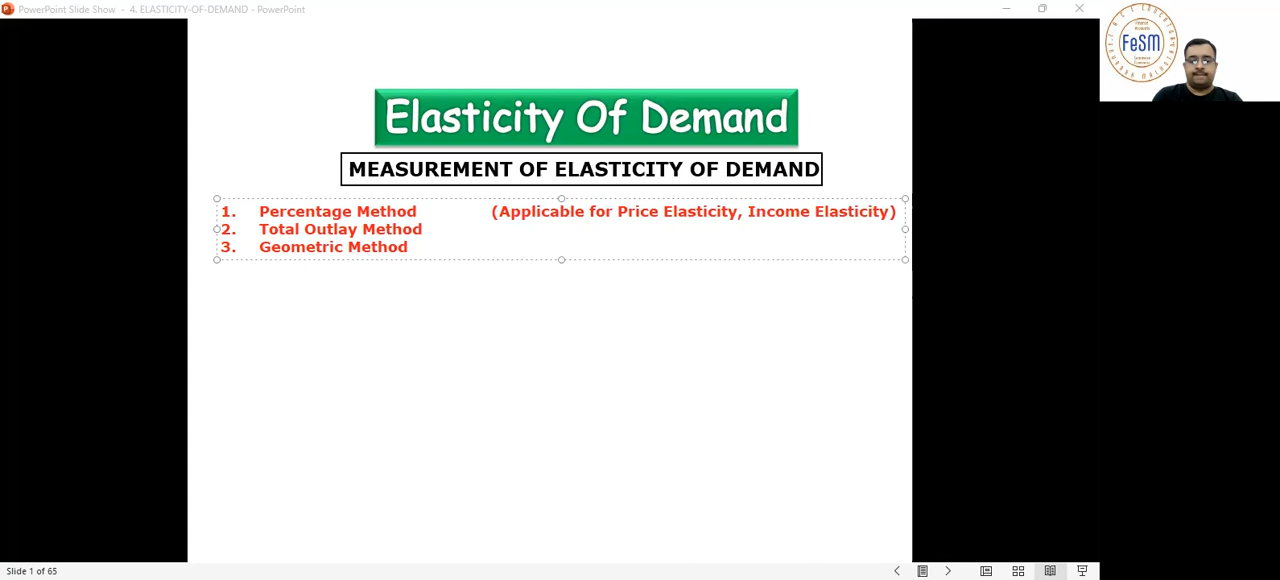 PowerPoint Slide Show - 4. ELASTICITY-OF-DEMAND - PowerPoint
FeSM
Elasticity Of Demand
MEASUREMENT OF ELASTICITY OF DEMAND
1. Percentage Method (Applicable for Price Elasticity, Income Elasticity)
2. Total Outlay Method
3. Geometric Method
Slide 1 of 65